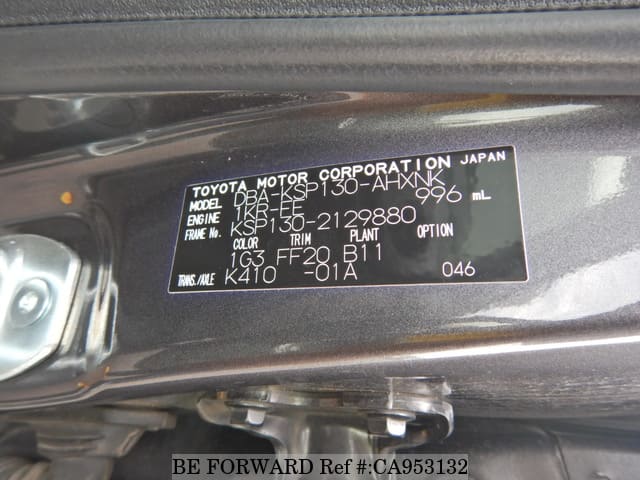 TOYOTA MOTOR CORPORATION JAPAN
MODEL DBA-KSP130-AHXNK
ENGINE 1KR-FE 996 mL
FRAME No. KSP130-2129880
COLOR TRIM PLANT OPTION
1G3 FF20 B11
TRANS./AXLE K410 -01A 046
BE FORWARD Ref #:CA953132